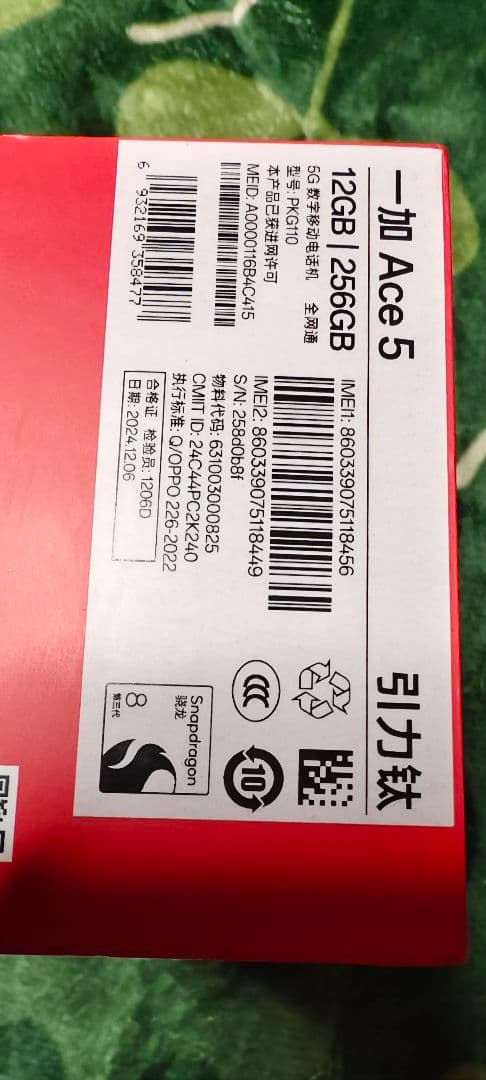 一加 Ace 5
引力钛
12GB | 256GB
5G 数字移动电话机 全网通
型号: PKG110
本产品已获进网许可
MEID: A0000116B4C415
6 932169 358477
IMEI1: 860339075118456
IMEI2: 860339075118449
S/N: 258d0b8f
物料代码: 631003000825
CMIIT ID: 24C44PC2K240
执行标准: Q/OPPO 226-2022
合格证 检验员: 1206D
日期: 2024.12.06
CCC
10
Snapdragon
骁龙
8
第三代